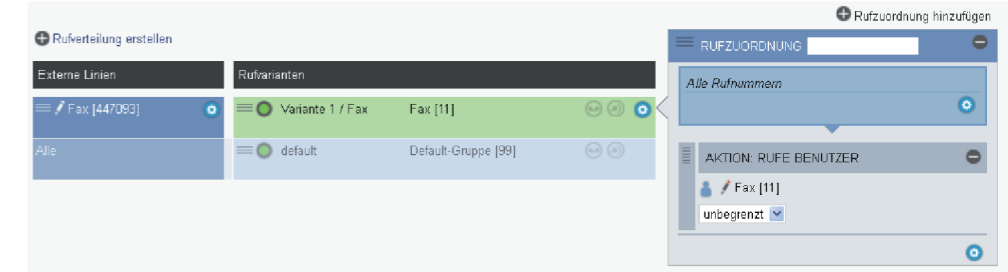 Rufzuordnung hinzufügen
Rufverteilung erstellen
RUFZUORDNUNG
Externe Linien
Rufvarianten
Alle Rufnummern
Fax [447093]
Variante 1 / Fax
Fax [11]
Alle
default
Default-Gruppe [99]
AKTION: RUFE BENUTZER
Fax [11]
unbegrenzt